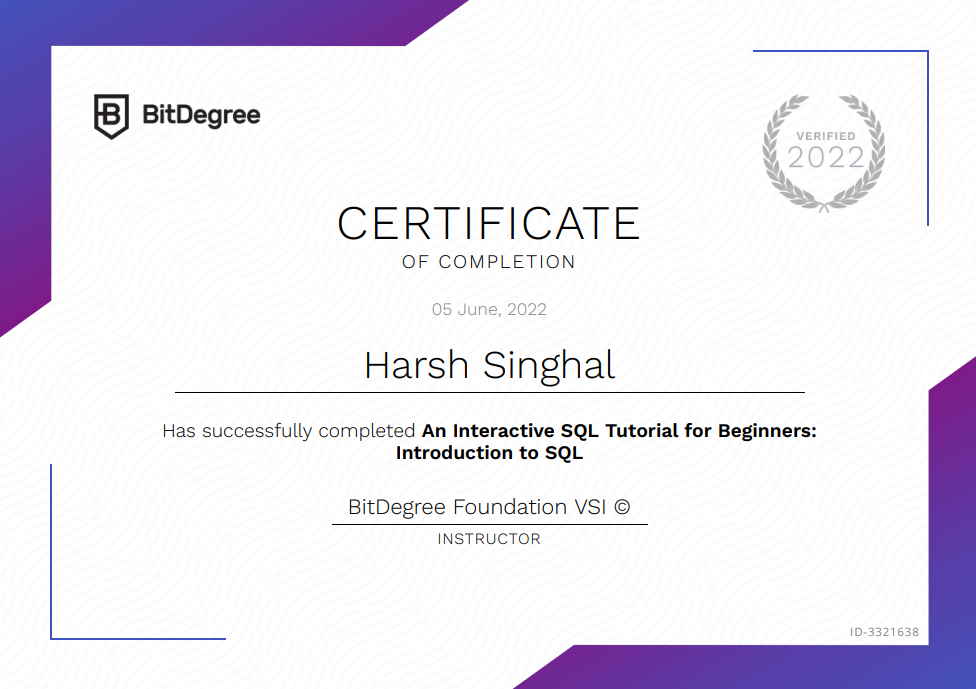 BitDegree
VERIFIED
2022
CERTIFICATE
OF COMPLETION
05 June, 2022
Harsh Singhal
Has successfully completed An Interactive SQL Tutorial for Beginners:
Introduction to SQL
BitDegree Foundation VSI ©
INSTRUCTOR
ID-3321638